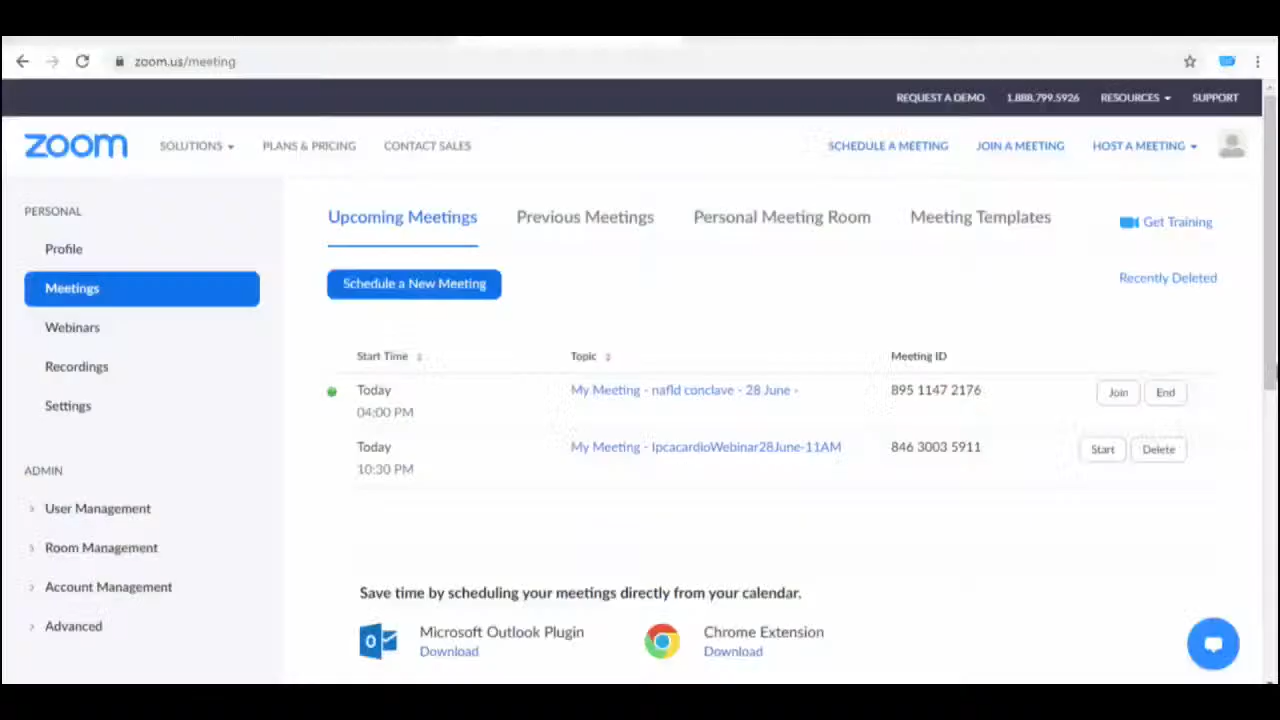 zoom.us/meeting
REQUEST A DEMO 1.888.799.5926 RESOURCES SUPPORT
zoom SOLUTIONS PLANS & PRICING CONTACT SALES SCHEDULE A MEETING JOIN A MEETING HOST A MEETING
PERSONAL
Profile
Meetings
Webinars
Recordings
Settings
ADMIN
User Management
Room Management
Account Management
Advanced
Upcoming Meetings Previous Meetings Personal Meeting Room Meeting Templates
Get Training
Schedule a New Meeting
Recently Deleted
Start Time Topic Meeting ID
Today My Meeting - nafld conclave - 28 June - 895 1147 2176 Join End
04:00 PM
Today My Meeting - IpcacardioWebinar28June-11AM 846 3003 5911 Start Delete
10:30 PM
Save time by scheduling your meetings directly from your calendar.
Microsoft Outlook Plugin
Download
Chrome Extension
Download